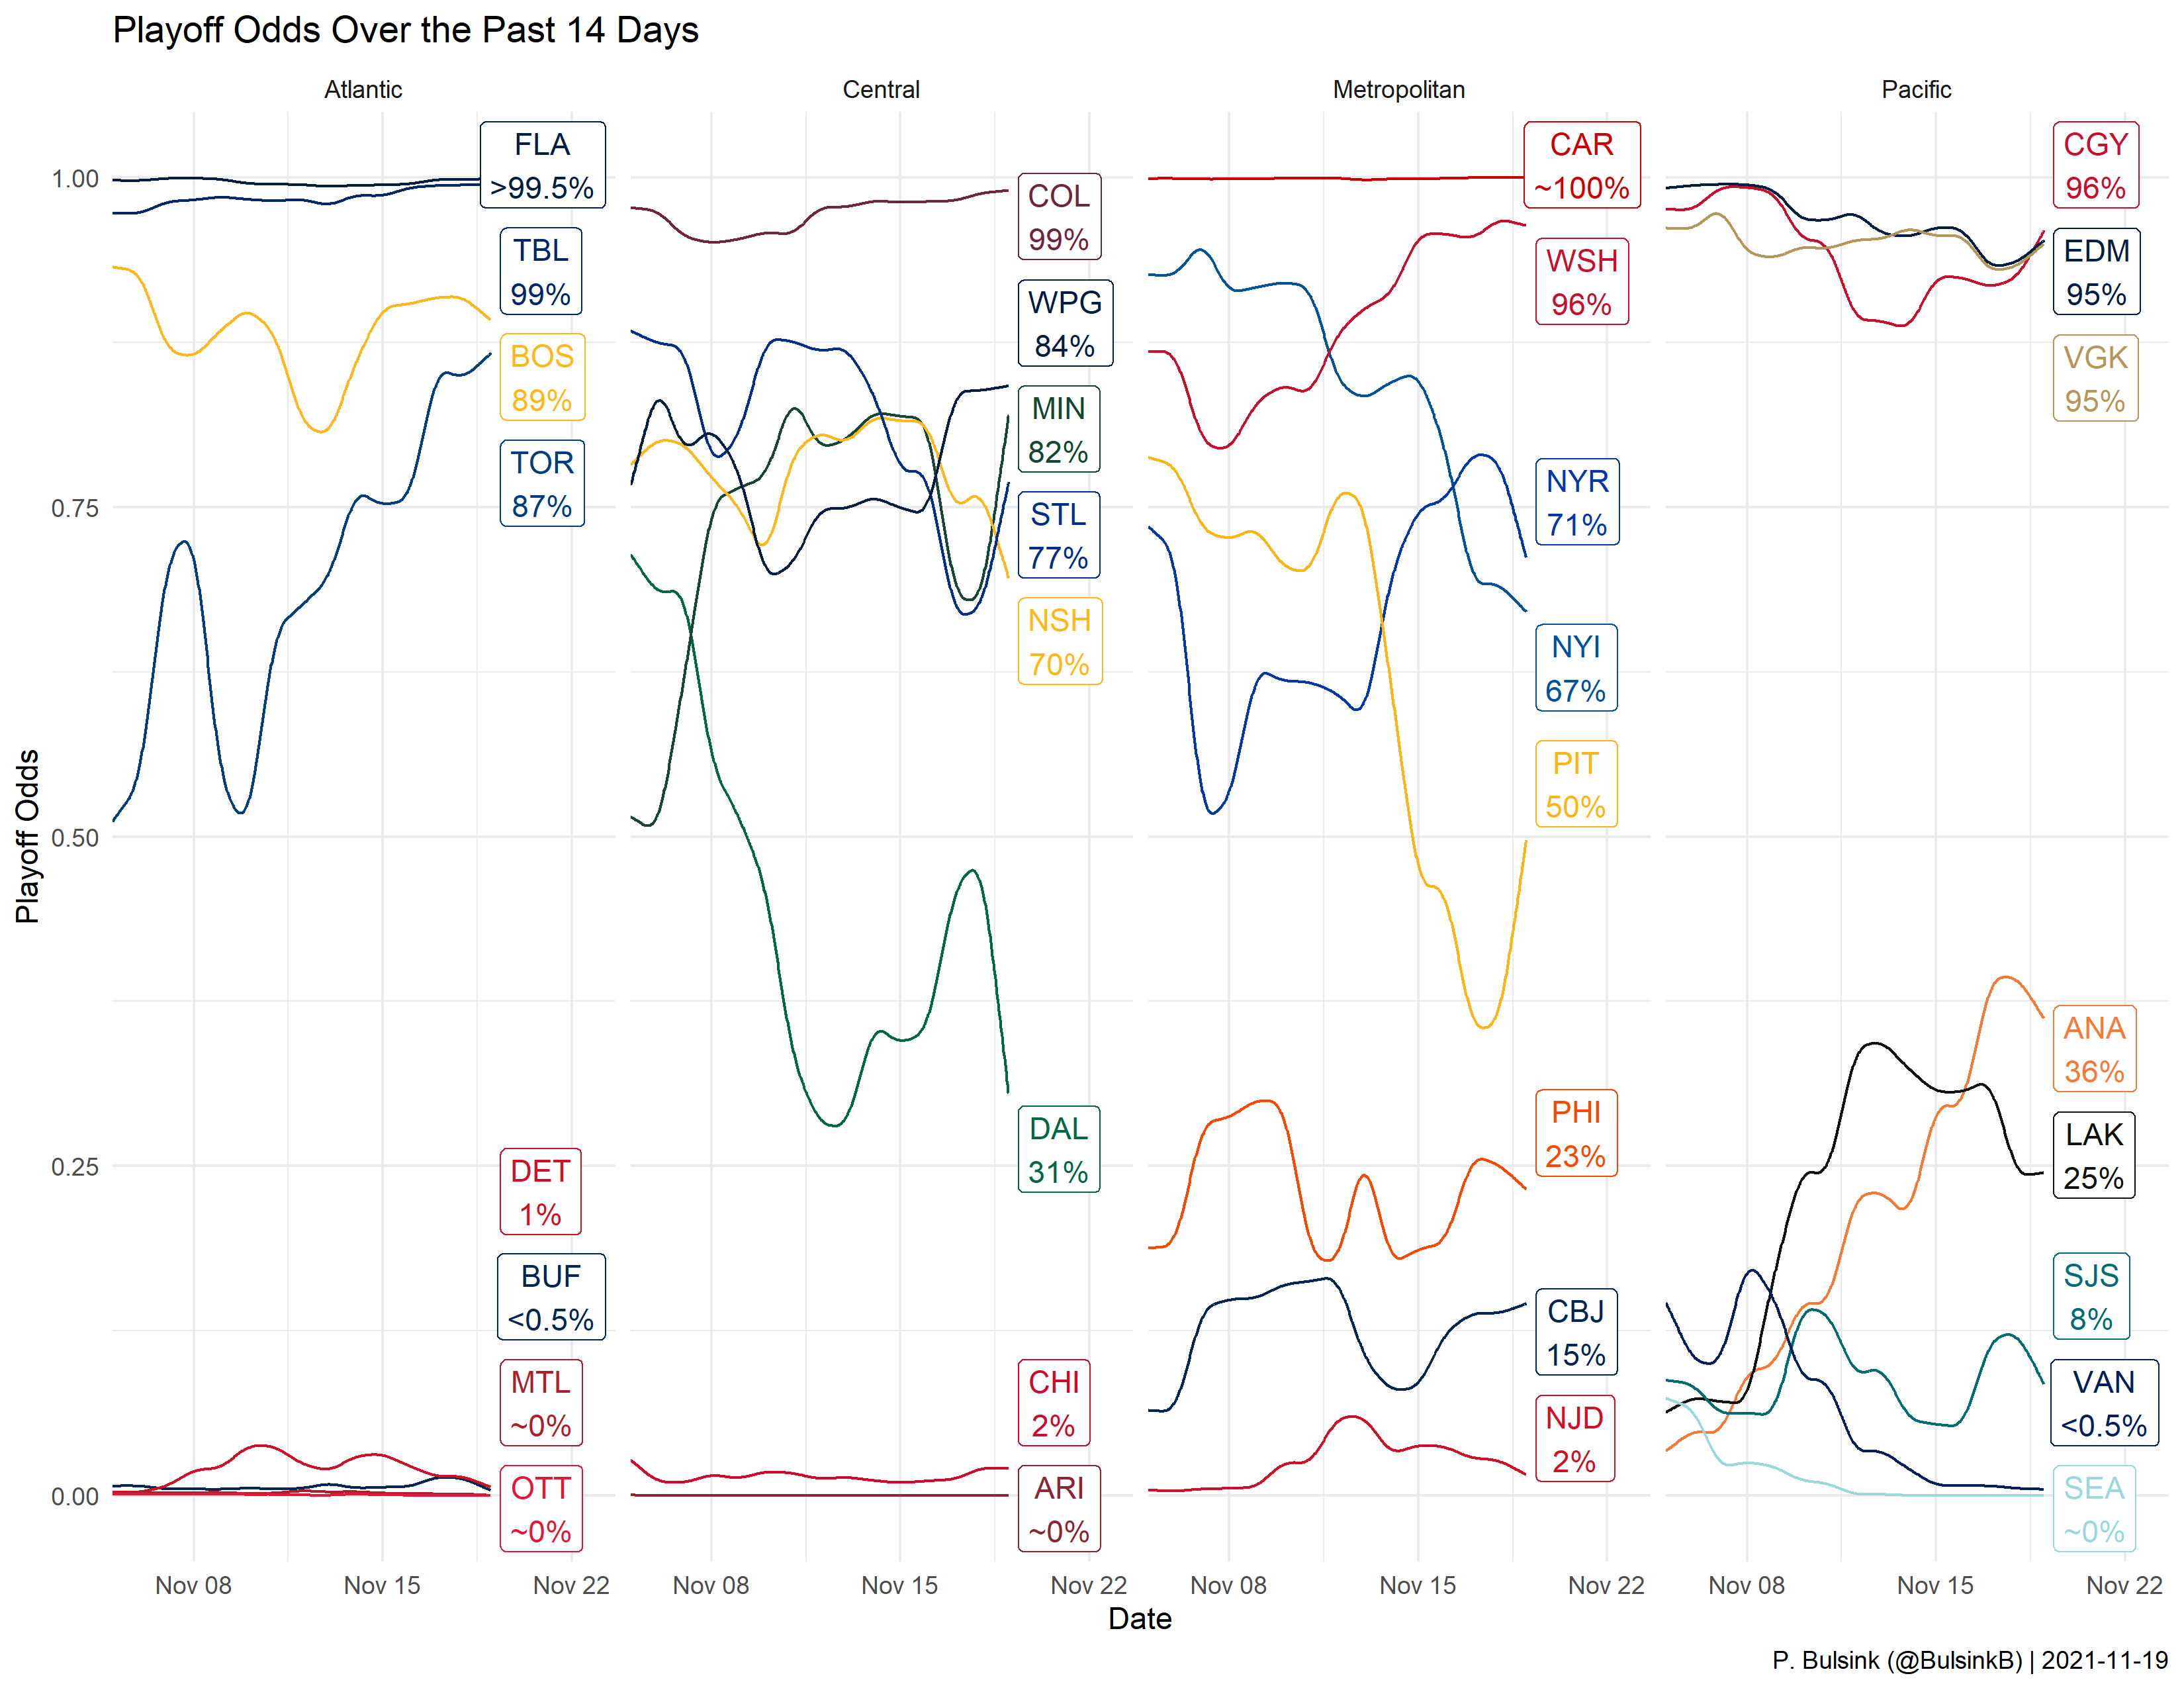 Playoff Odds Over the Past 14 Days
Atlantic
Central
Metropolitan
Pacific
Playoff Odds
1.00
0.75
0.50
0.25
0.00
FLA
>99.5%
TBL
99%
BOS
89%
TOR
87%
DET
1%
BUF
<0.5%
MTL
~0%
OTT
~0%
COL
99%
WPG
84%
MIN
82%
STL
77%
NSH
70%
DAL
31%
CHI
2%
ARI
~0%
CAR
~100%
WSH
96%
NYR
71%
NYI
67%
PIT
50%
PHI
23%
CBJ
15%
NJD
2%
CGY
96%
EDM
95%
VGK
95%
ANA
36%
LAK
25%
SJS
8%
VAN
<0.5%
SEA
~0%
Nov 08 Nov 15 Nov 22
Nov 08 Nov 15 Nov 22
Nov 08 Nov 15 Nov 22
Nov 08 Nov 15 Nov 22
Date
P. Bulsink (@BulsinkB) | 2021-11-19